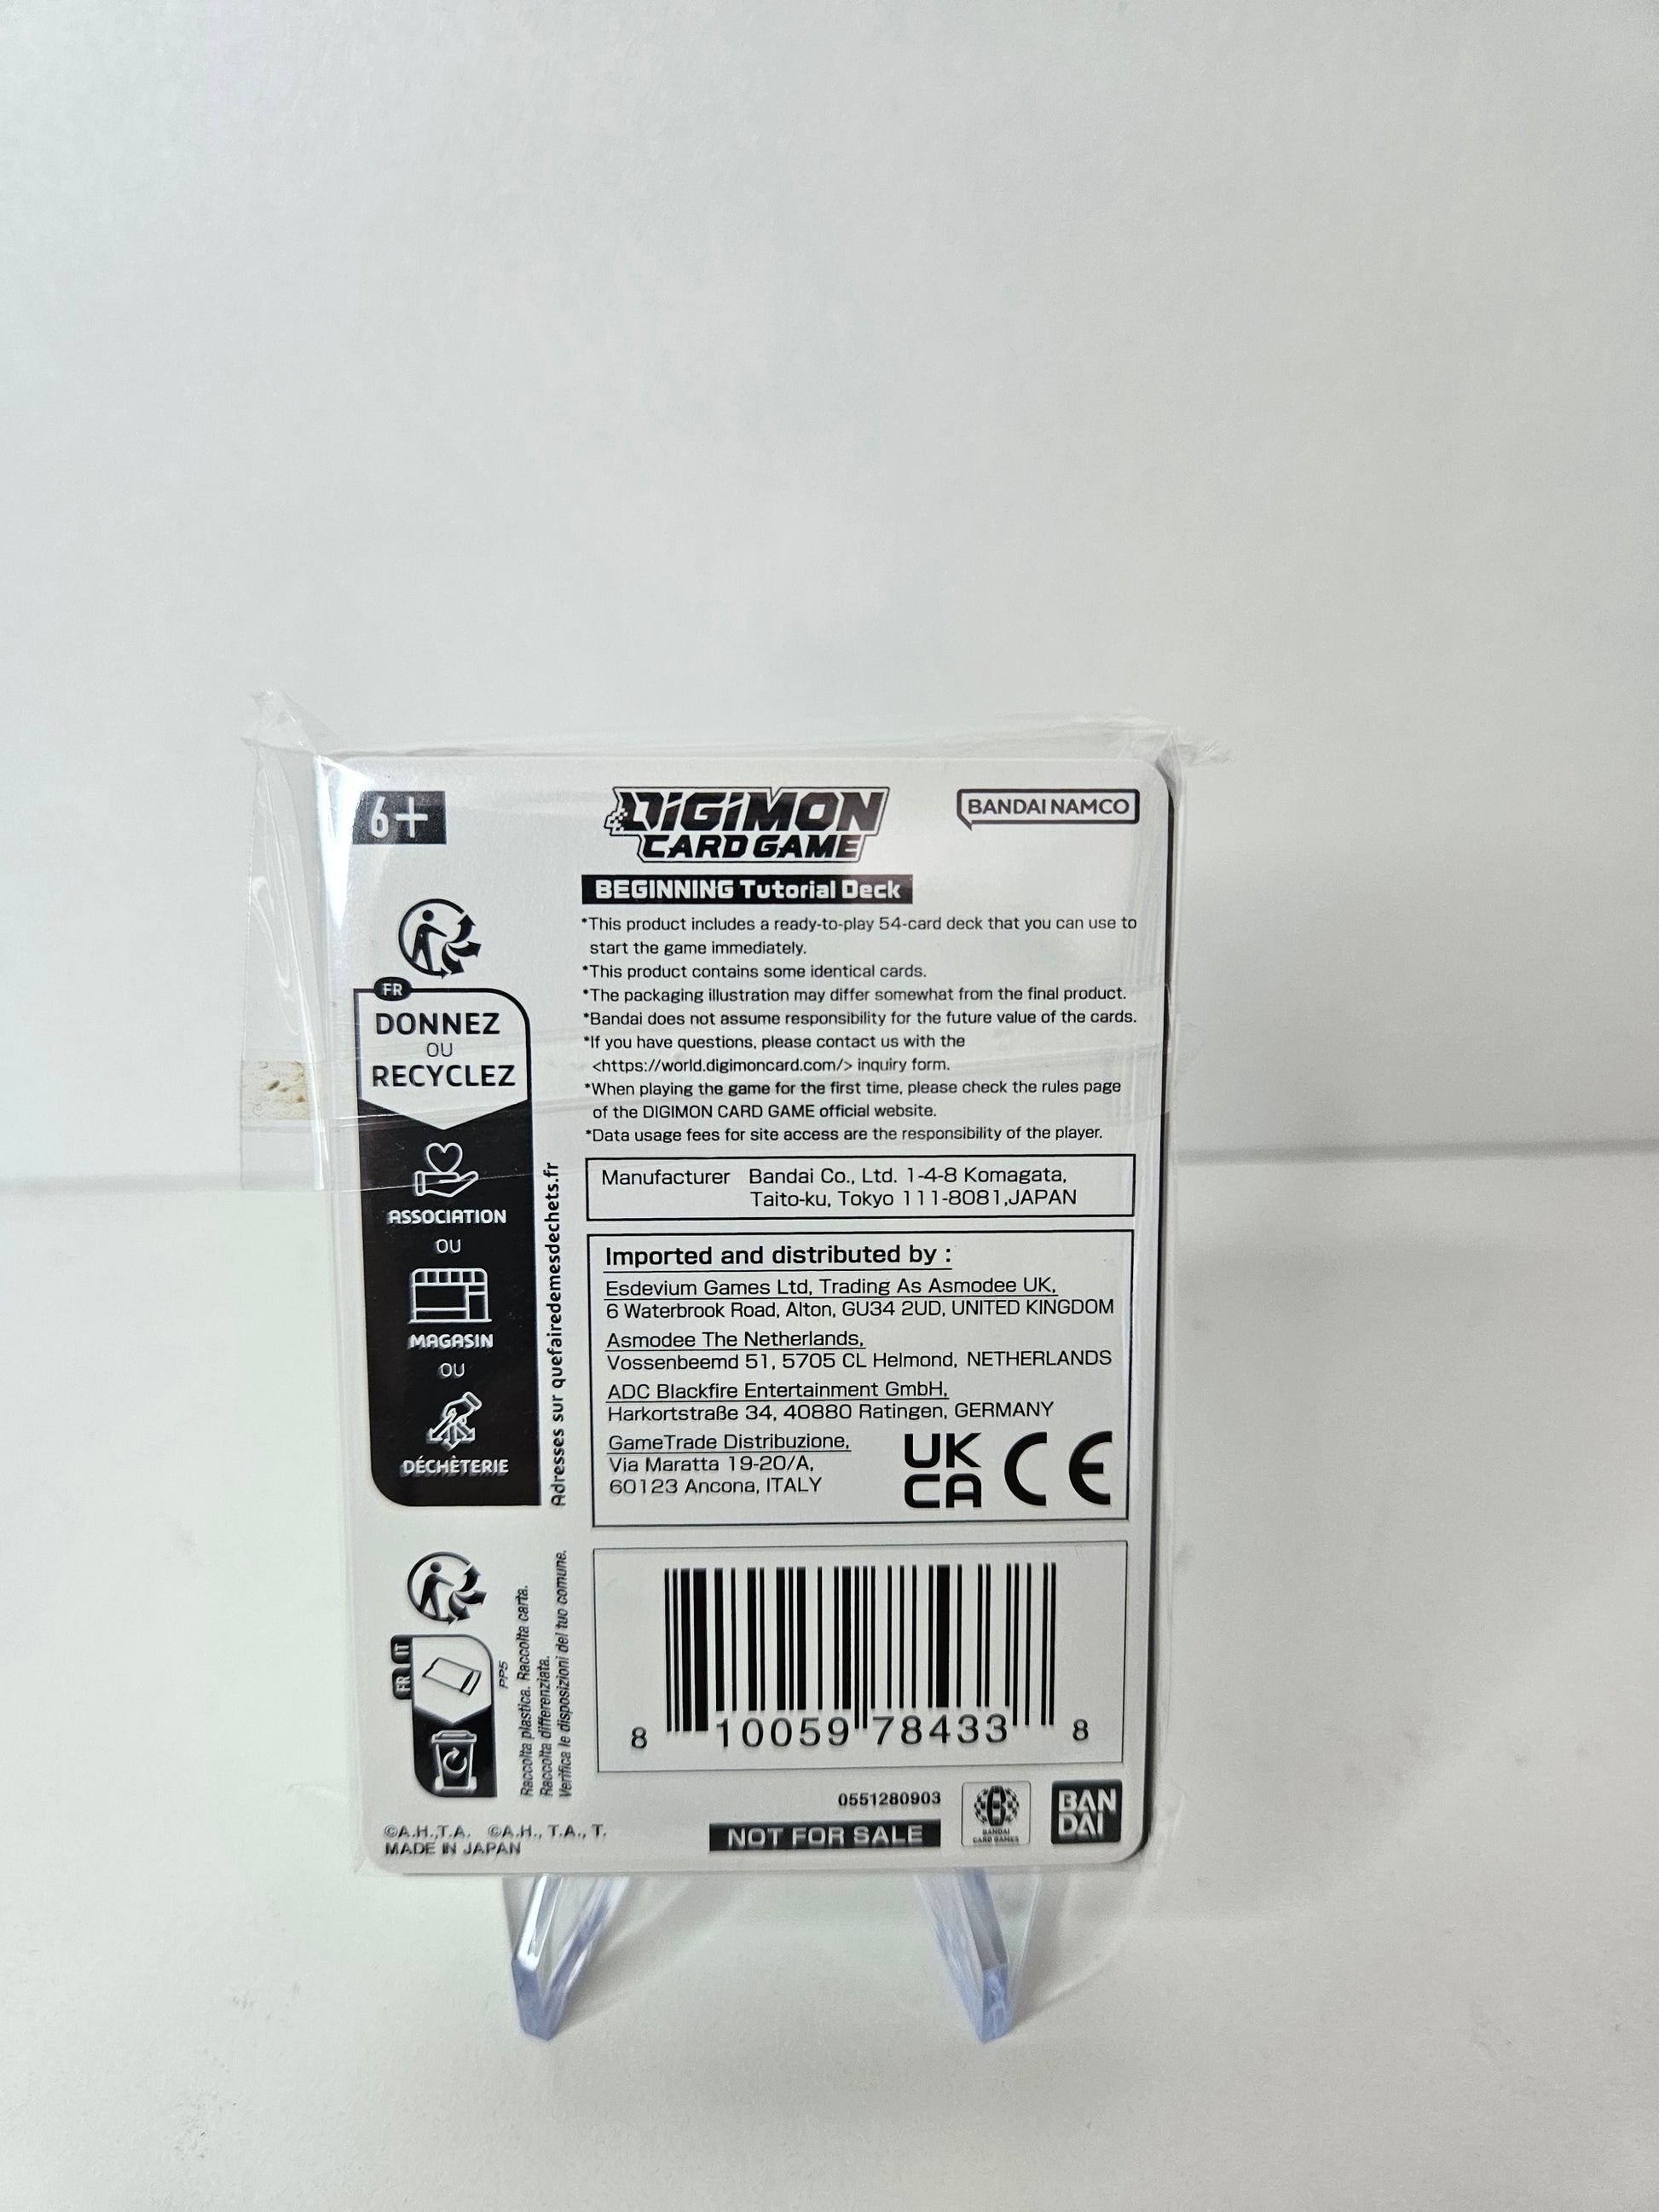 6+
DIGIMON
CARD GAME
BANDAI NAMCO
BEGINNING Tutorial Deck
*This product includes a ready-to-play 54-card deck that you can use to
start the game immediately.
*This product contains some identical cards.
*The packaging illustration may differ somewhat from the final product.
*Bandai does not assume responsibility for the future value of the cards.
*If you have questions, please contact us with the
<https://world.digimoncard.com/> inquiry form.
*When playing the game for the first time, please check the rules page
of the DIGIMON CARD GAME official website.
*Data usage fees for site access are the responsibility of the player.
FR
DONNEZ
OU
RECYCLEZ
ASSOCIATION
OU
MAGASIN
OU
DÉCHÈTERIE
Adresses sur quefairedemesdechets.fr
Manufacturer Bandai Co., Ltd. 1-4-8 Komagata,
Taito-ku, Tokyo 111-8081,JAPAN
Imported and distributed by :
Esdevium Games Ltd, Trading As Asmodee UK,
6 Waterbrook Road, Alton, GU34 2UD, UNITED KINGDOM
Asmodee The Netherlands,
Vossenbeemd 51, 5705 CL Helmond, NETHERLANDS
ADC Blackfire Entertainment GmbH,
Harkortstraße 34, 40880 Ratingen, GERMANY
GameTrade Distribuzione,
Via Maratta 19-20/A,
60123 Ancona, ITALY
UK
CA
CE
FR IT
PP5
Raccolta plastica. Raccolta carta.
Raccolta differenziata.
Verifica le disposizioni del tuo comune.
8 10059 78433 8
0551280903
NOT FOR SALE
BANDAI
CARD GAMES
BAN
DAI
©A.H.,T.A. ©A.H., T.A., T.
MADE IN JAPAN